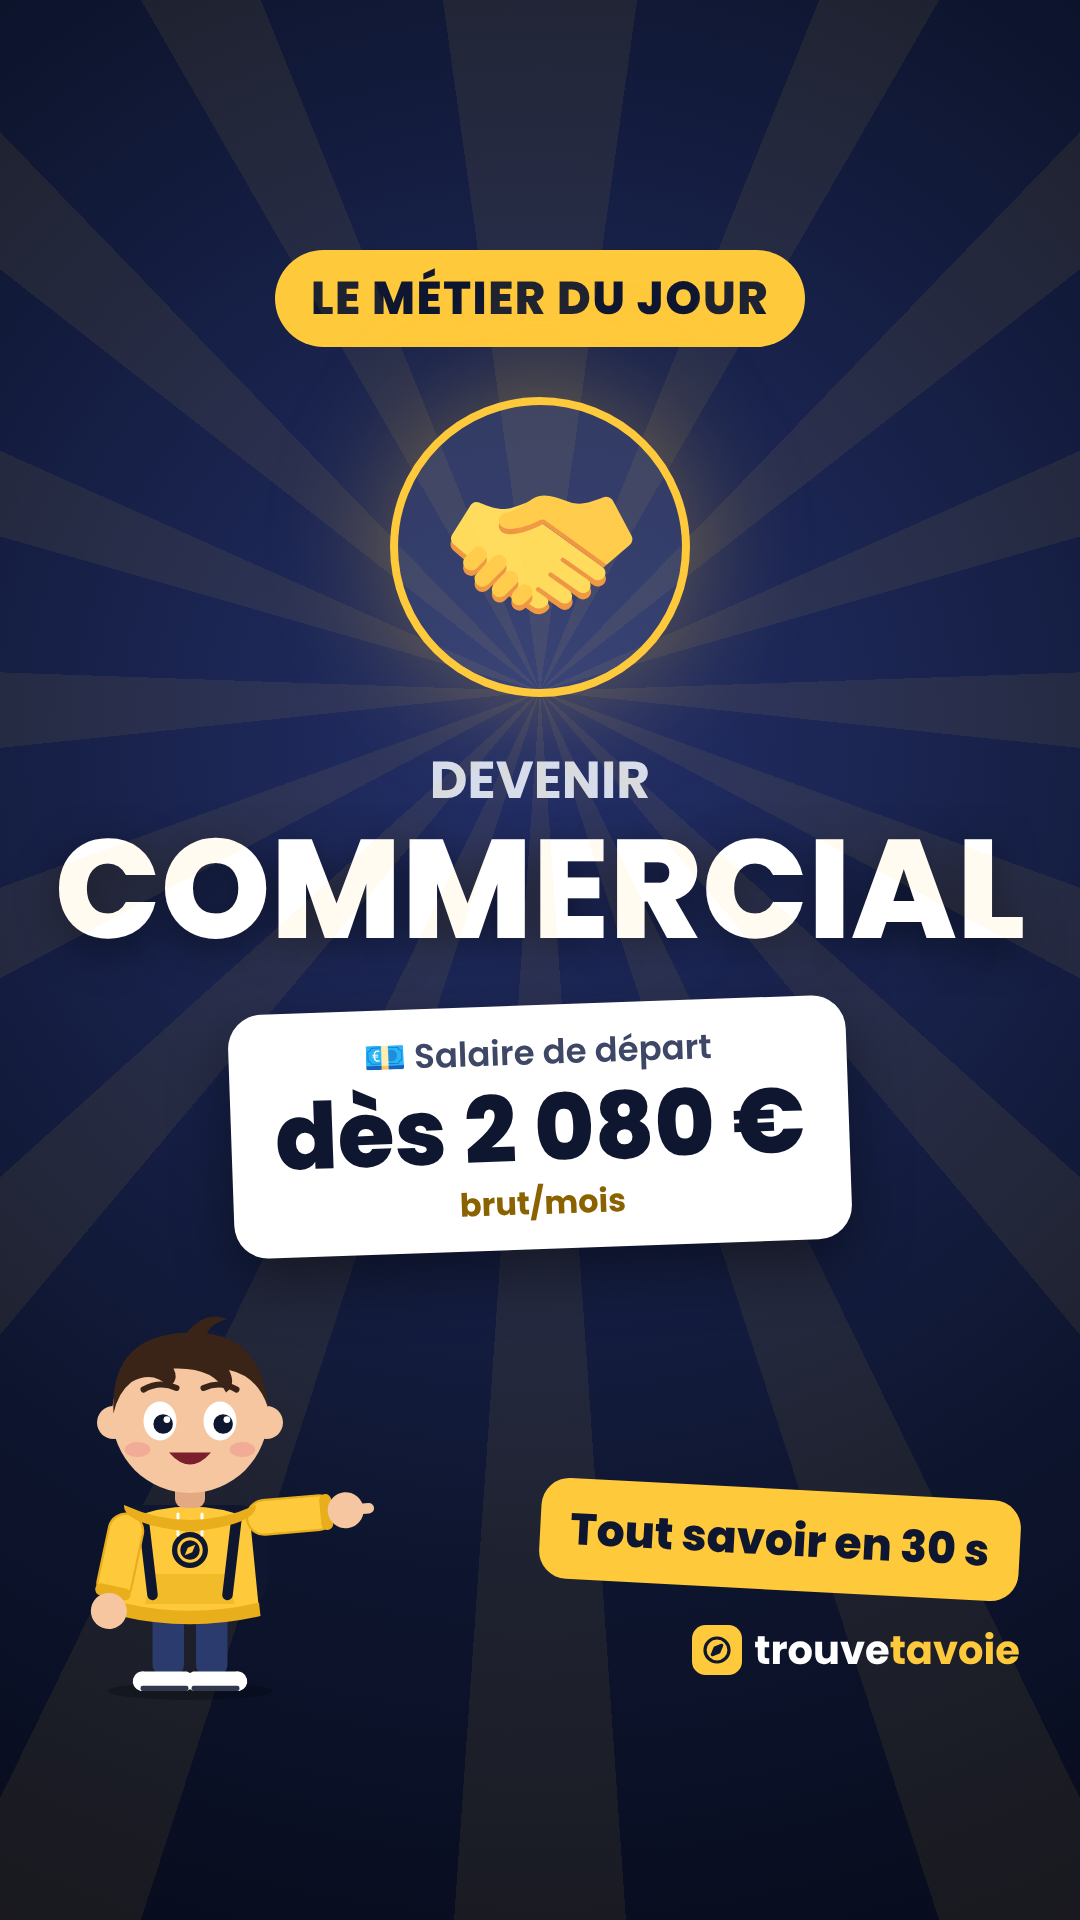 LE MÉTIER DU JOUR
DEVENIR
COMMERCIAL
💶 Salaire de départ
dès 2 080 €
brut/mois
Tout savoir en 30 s
trouvetavoie